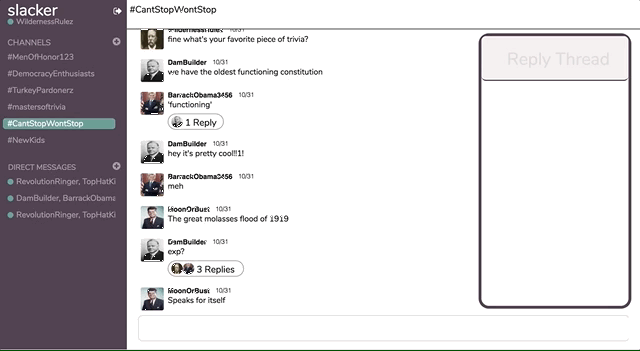 slacker
WildernessRulez
CHANNELS
#MenOfHonor123
#DemocracyEnthusiasts
#TurkeyPardonerz
#mastersoftrivia
#CantStopWontStop
#NewKids
DIRECT MESSAGES
RevolutionRinger, TopHatKi
DamBuilder, BarrackObama
RevolutionRinger, TopHatKi
#CantStopWontStop
WildernessRulez 10/31
fine what's your favorite piece of trivia?
DamBuilder 10/31
we have the oldest functioning constitution
BarrackObama3456 10/31
'functioning'
1 Reply
DamBuilder 10/31
hey it's pretty cool!!1!
BarrackObama3456 10/31
meh
MoonOrBust 10/31
The great molasses flood of 1919
DamBuilder 10/31
exp?
3 Replies
MoonOrBust 10/31
Speaks for itself
Reply Thread